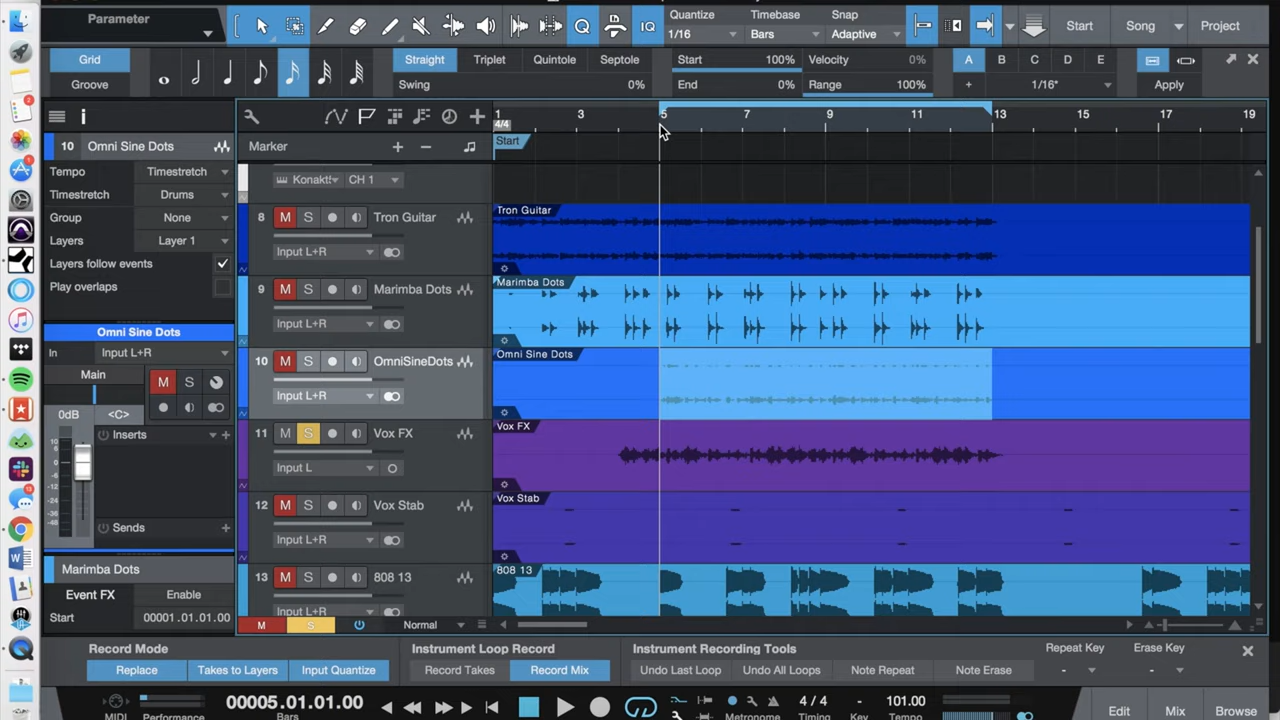 Parameter
Quantize
Timebase
Snap
1/16
Bars
Adaptive
Start
Song
Project
IQ
Grid
Groove
Straight
Triplet
Quintole
Septole
Swing
0%
Start
100%
Velocity
0%
End
0%
Range
100%
A
B
C
D
E
+
1/16*
Apply
10
Omni Sine Dots
Tempo
Timestretch
Timestretch
Drums
Group
None
Layers
Layer 1
Layers follow events
Play overlaps
Omni Sine Dots
In
Input L+R
Main
M
S
0dB
<C>
Inserts
Sends
Marimba Dots
Event FX
Enable
Start
00001.01.01.00
Marker
1
3
5
7
9
11
13
15
17
19
4/4
Start
CH 1
8
M
S
Tron Guitar
Input L+R
Tron Guitar
9
M
S
Marimba Dots
Input L+R
Marimba Dots
10
M
S
OmniSineDots
Input L+R
Omni Sine Dots
11
M
S
Vox FX
Input L
Vox FX
12
M
S
Vox Stab
Input L+R
Vox Stab
13
M
S
808 13
Input L+R
808 13
M
S
Normal
Record Mode
Instrument Loop Record
Instrument Recording Tools
Repeat Key
Erase Key
Replace
Takes to Layers
Input Quantize
Record Takes
Record Mix
Undo Last Loop
Undo All Loops
Note Repeat
Note Erase
-
-
MIDI
Performance
00005.01.01.00
Bars
Metronome
4 / 4
Timing
-
Key
101.00
Tempo
Edit
Mix
Browse